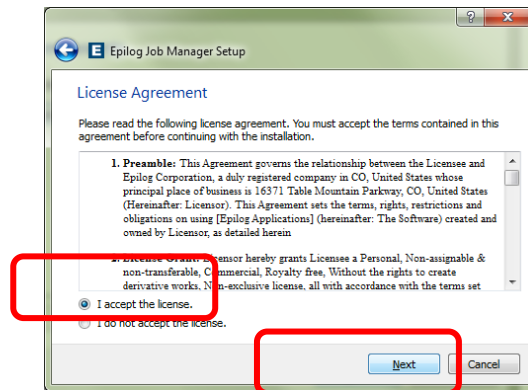 Epilog Job Manager Setup
License Agreement
Please read the following license agreement. You must accept the terms contained in this
agreement before continuing with the installation.
1. Preamble: This Agreement governs the relationship between the Licensee and
Epilog Corporation, a duly registered company in CO, United States whose
principal place of business is 16371 Table Mountain Parkway, CO, United States
(Hereinafter: Licensor). This Agreement sets the terms, rights, restrictions and
obligations on using [Epilog Applications] (hereinafter: The Software) created and
owned by Licensor, as detailed herein
2. License Grant: Licensor hereby grants Licensee a Personal, Non-assignable &
non-transferable, Commercial, Royalty free, Without the rights to create
derivative works, Non-exclusive license, all with accordance with the terms set
I accept the license.
I do not accept the license.
Next Cancel